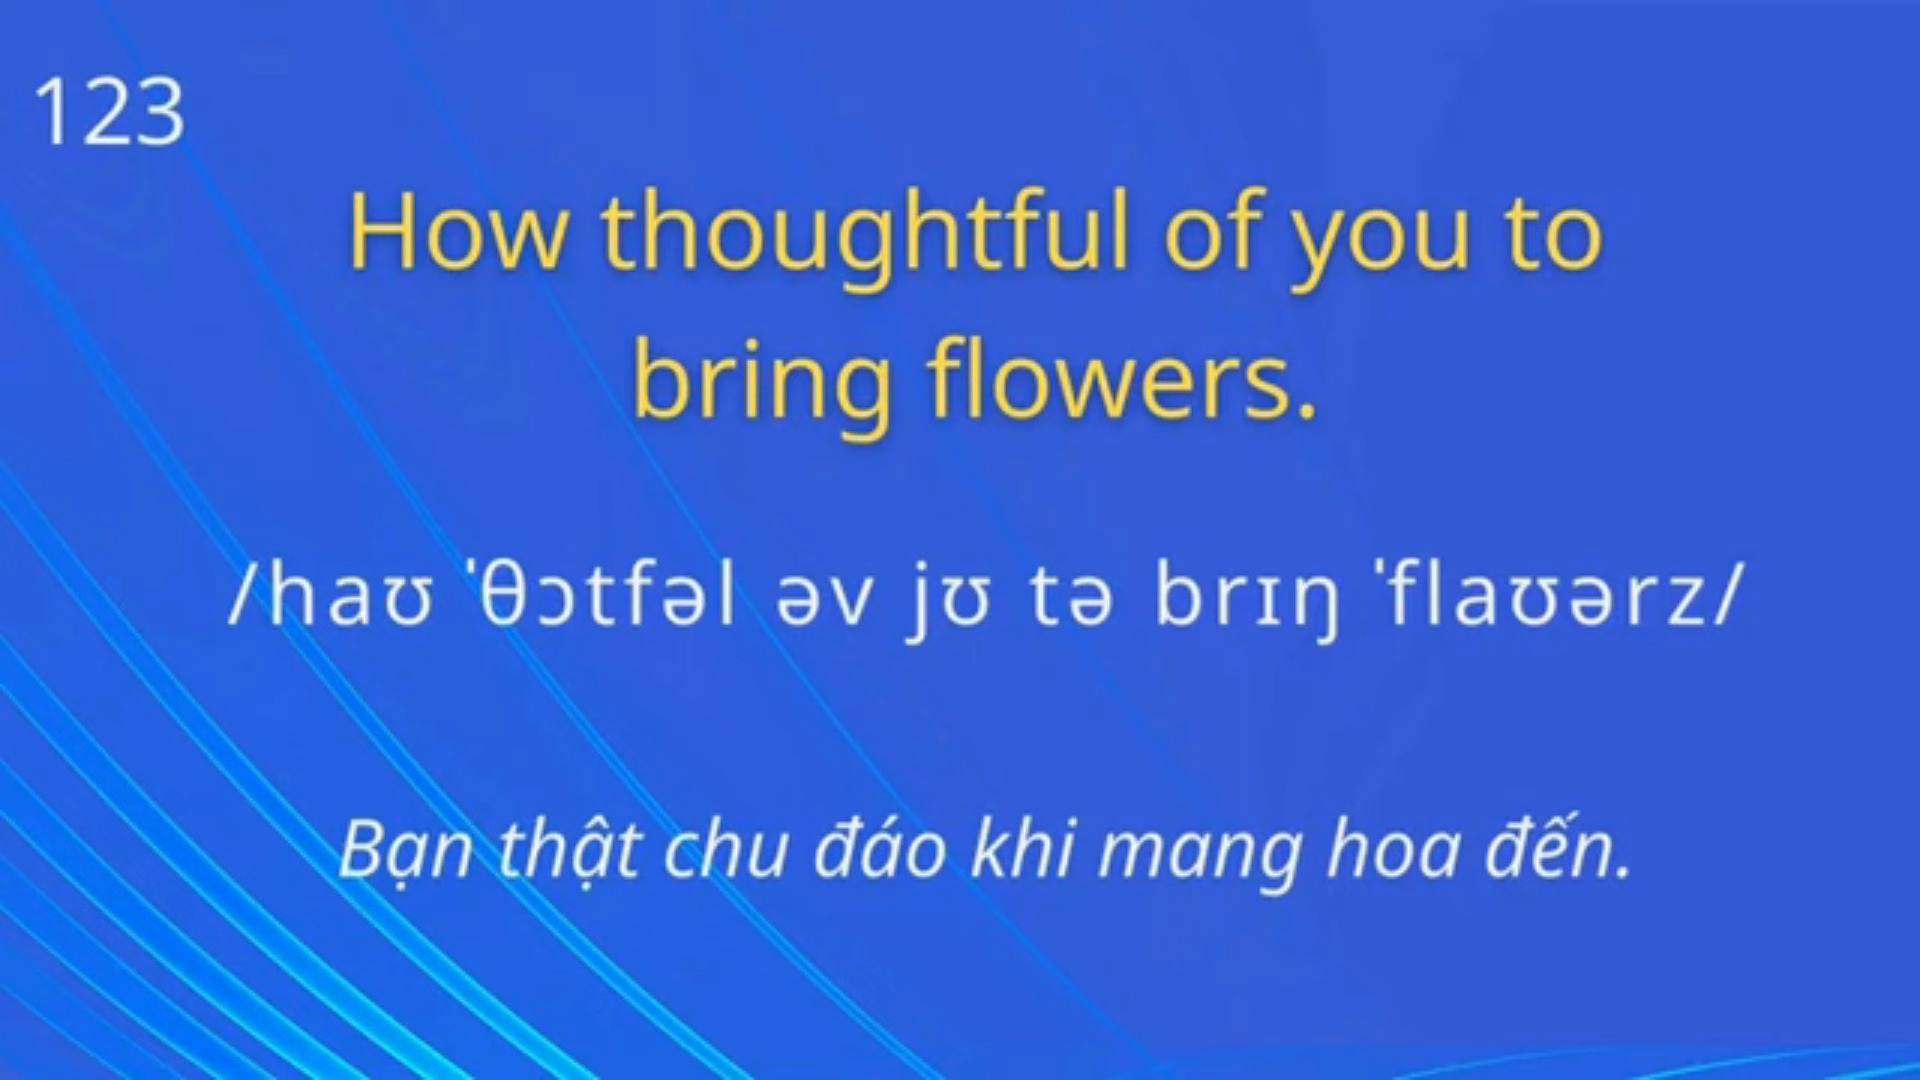 123
How thoughtful of you to
bring flowers.
/haʊ ˈθɔtfəl əv jʊ tə brɪŋ ˈflaʊərz/
Bạn thật chu đáo khi mang hoa đến.